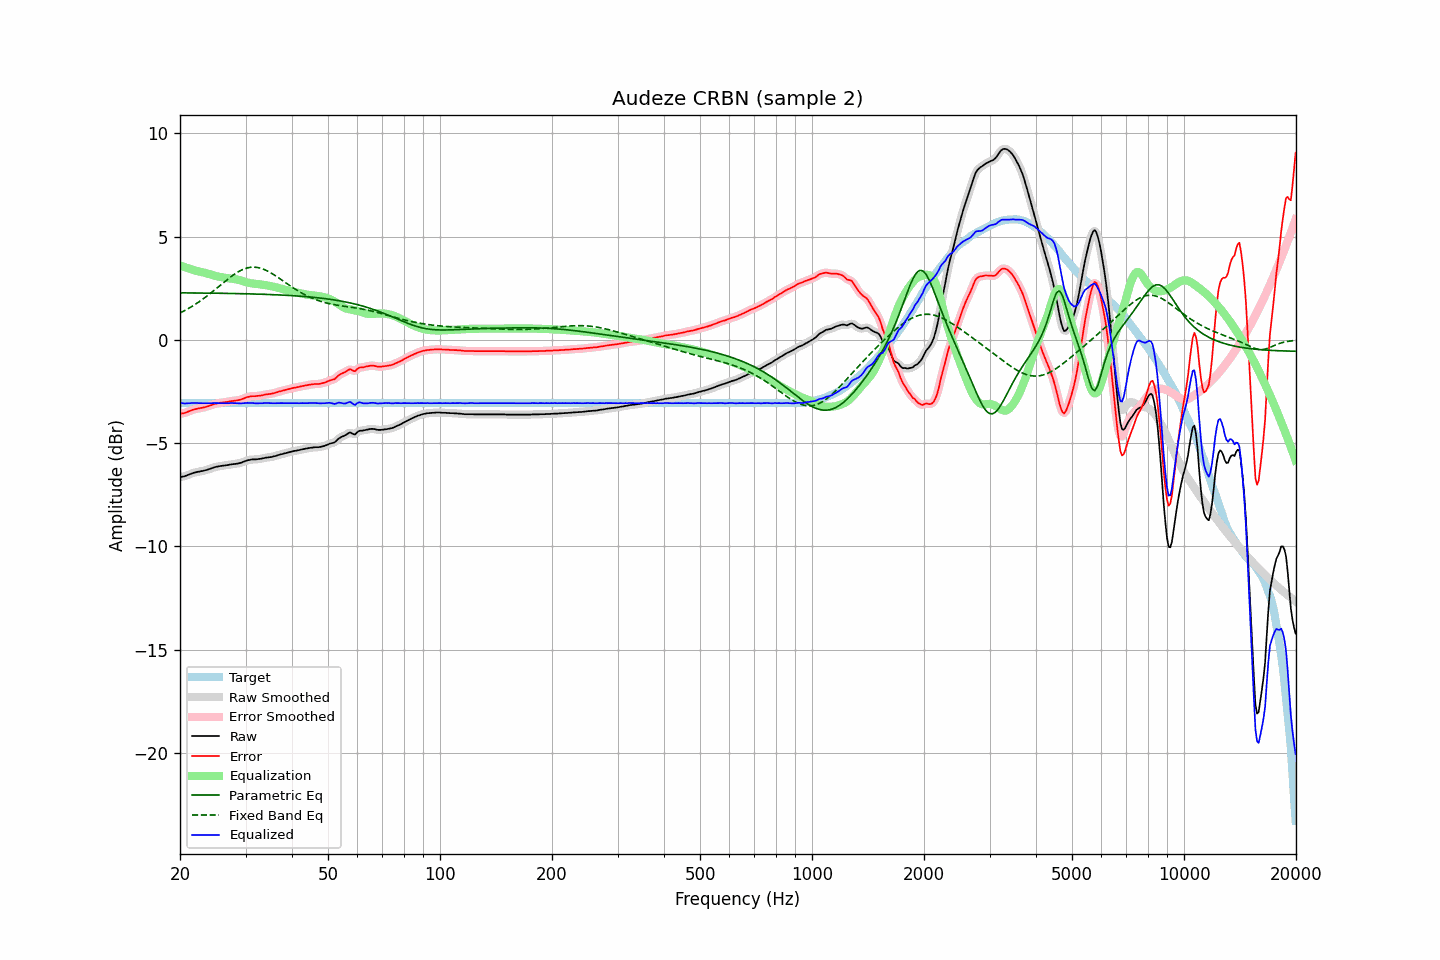 Audeze CRBN (sample 2)
10
5
0
−5
−10
−15
−20
Amplitude (dBr)
Target
Raw Smoothed
Error Smoothed
Raw
Error
Equalization
Parametric Eq
Fixed Band Eq
Equalized
20 50 100 200 500 1000 2000 5000 10000 20000
Frequency (Hz)